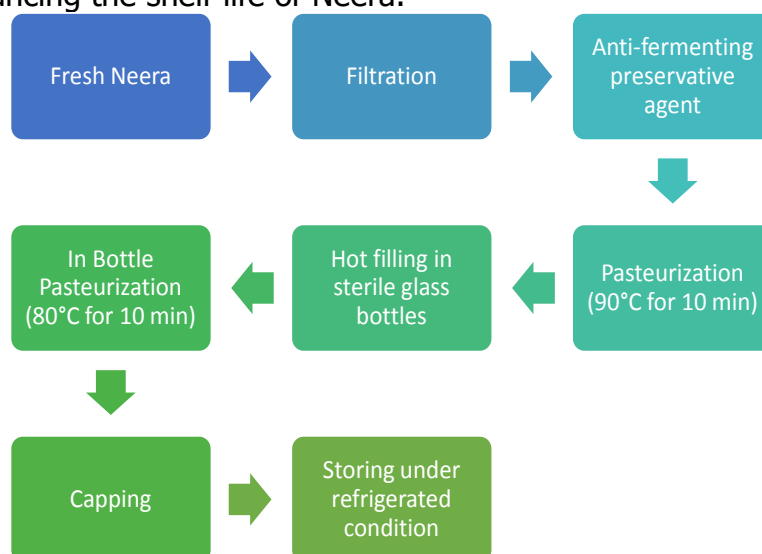 ancing the shelf life of Neera.
Fresh Neera
Filtration
Anti-fermenting
preservative
agent
Pasteurization
(90°C for 10 min)
Hot filling in
sterile glass
bottles
In Bottle
Pasteurization
(80°C for 10 min)
Capping
Storing under
refrigerated
condition